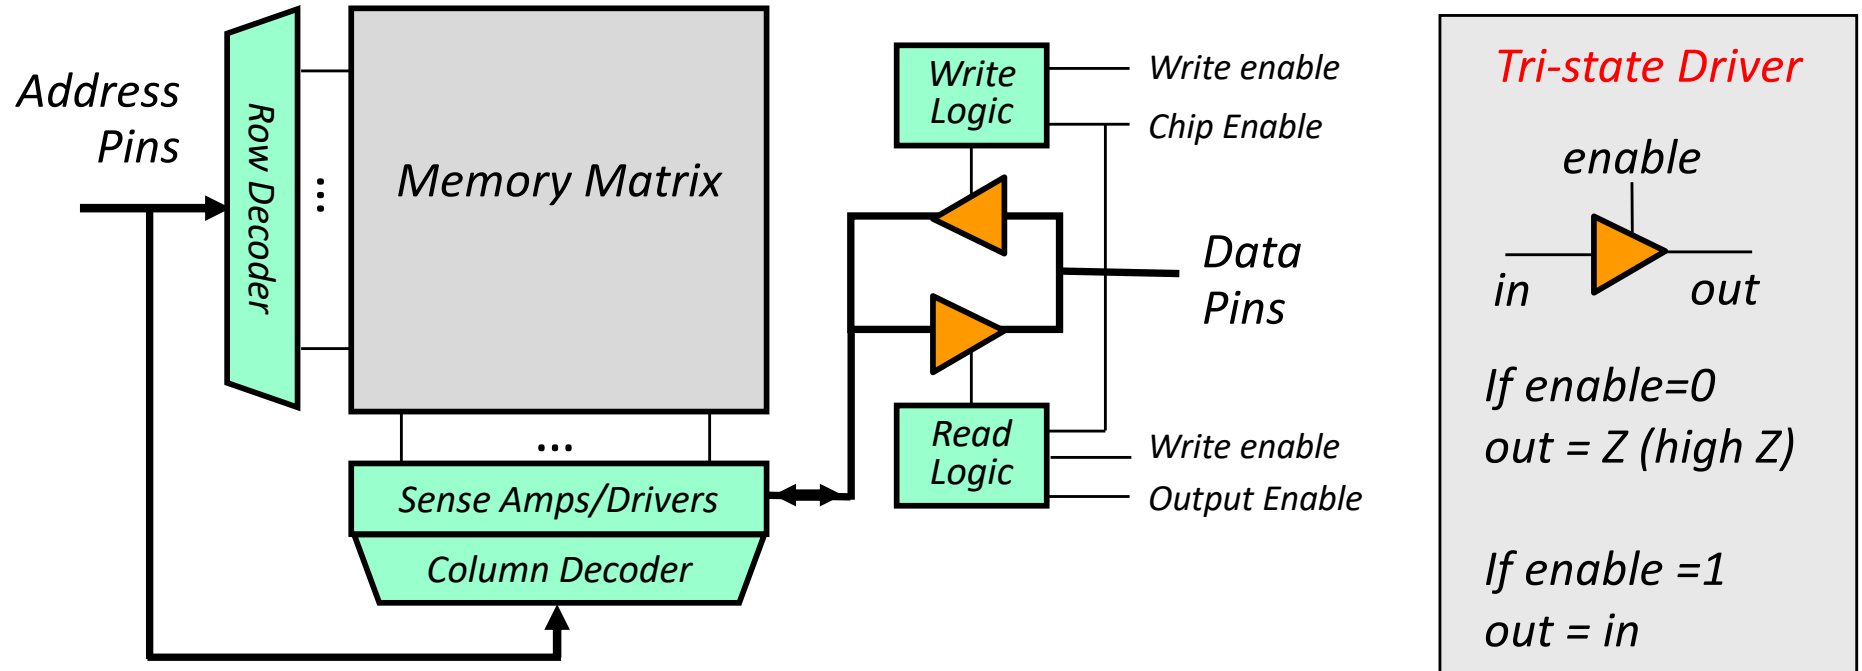 Address
Pins
Row Decoder
...
Memory Matrix
...
Sense Amps/Drivers
Column Decoder
Write
Logic
Write enable
Chip Enable
Data
Pins
Read
Logic
Write enable
Output Enable
Tri-state Driver
enable
in
out
If enable=0
out = Z (high Z)
If enable =1
out = in